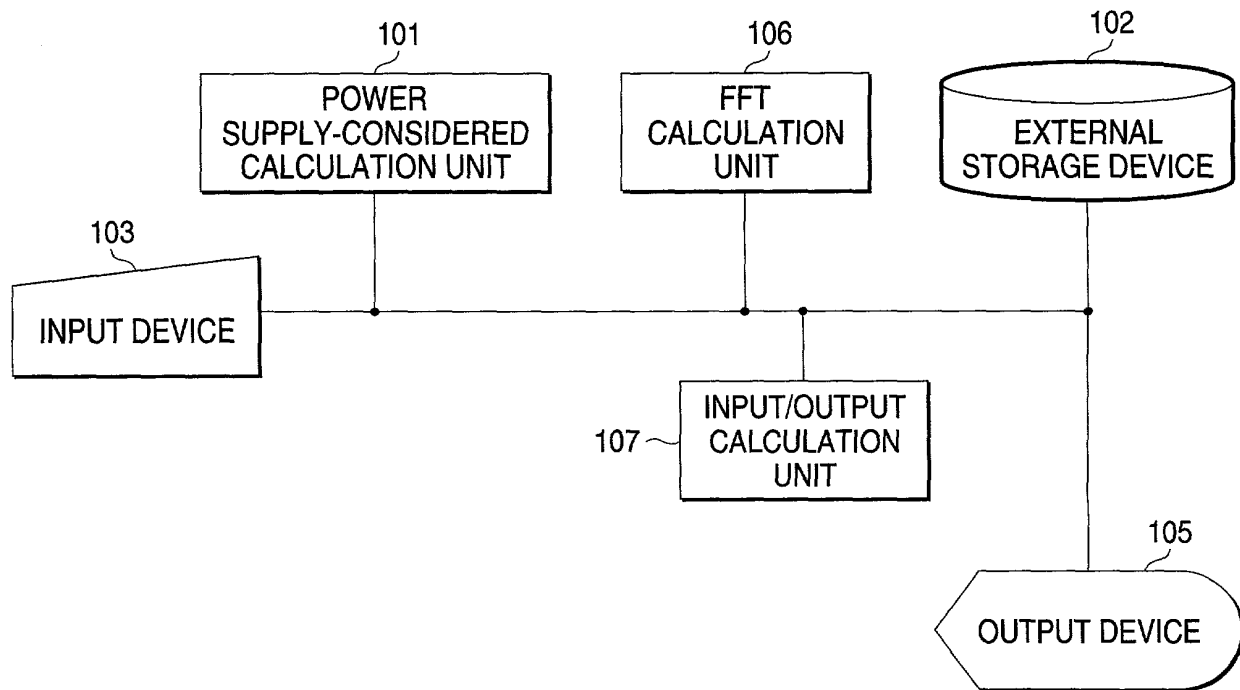 101
POWER
SUPPLY-CONSIDERED
CALCULATION UNIT
106
FFT
CALCULATION
UNIT
102
EXTERNAL
STORAGE DEVICE
103
INPUT DEVICE
107
INPUT/OUTPUT
CALCULATION
UNIT
105
OUTPUT DEVICE